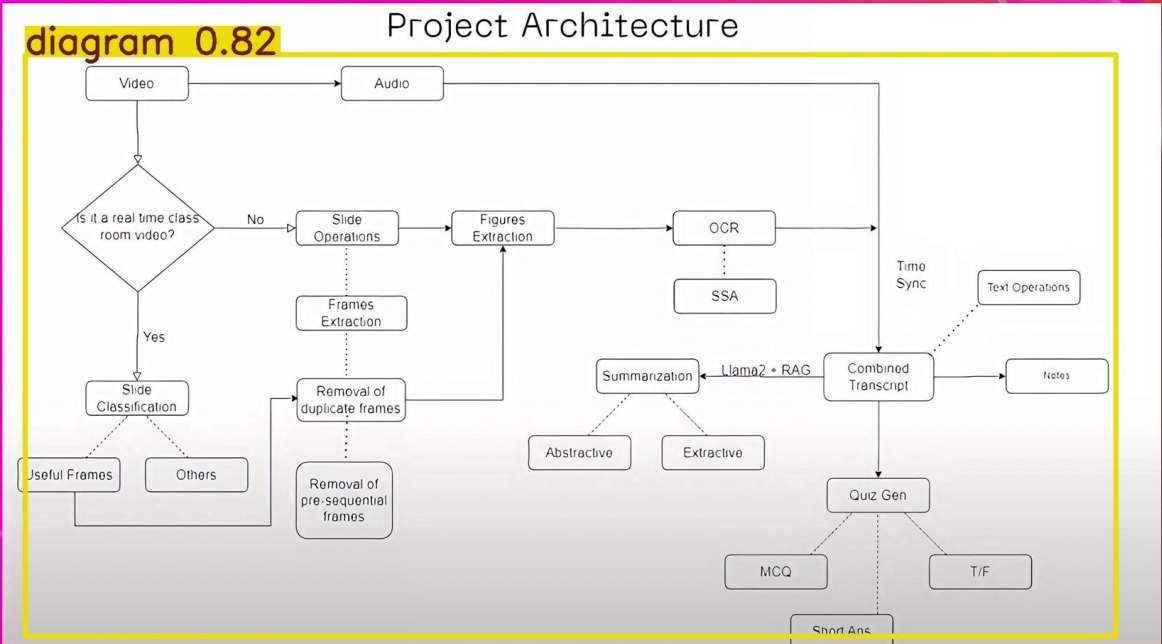 Project Architecture
diagram 0.82
Video
Audio
Is it a real time class
room video?
No
Slide
Operations
Figures
Extraction
OCR
SSA
Time
Sync
Text Operations
Frames
Extraction
Yes
Slide
Classification
Removal of
duplicate frames
Summarization
Llama2 + RAG
Combined
Transcript
Notes
Useful Frames
Others
Removal of
pre-sequential
frames
Abstractive
Extractive
Quiz Gen
MCQ
T/F
Short Ans